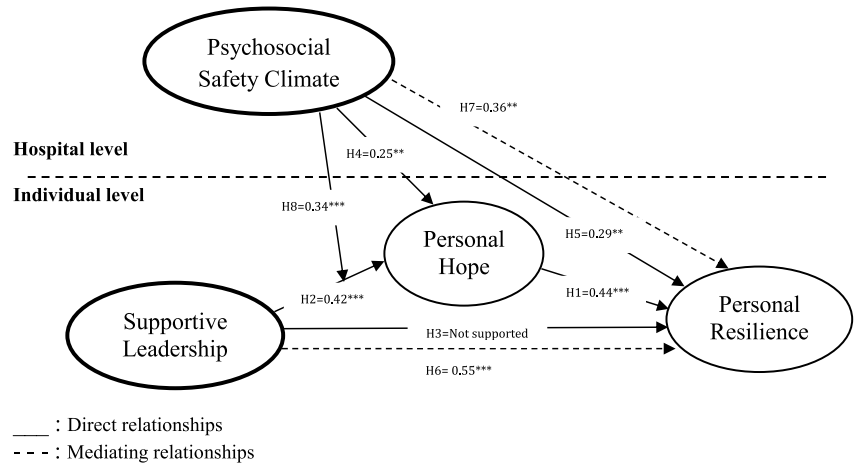 Psychosocial
Safety Climate
H7=0.36**
Hospital level
H4=0.25**
Individual level
H8=0.34***
Personal
Hope
H5=0.29**
H2=0.42***
H1=0.44***
Personal
Resilience
Supportive
Leadership
H3=Not supported
H6= 0.55***
___ : Direct relationships
--- : Mediating relationships